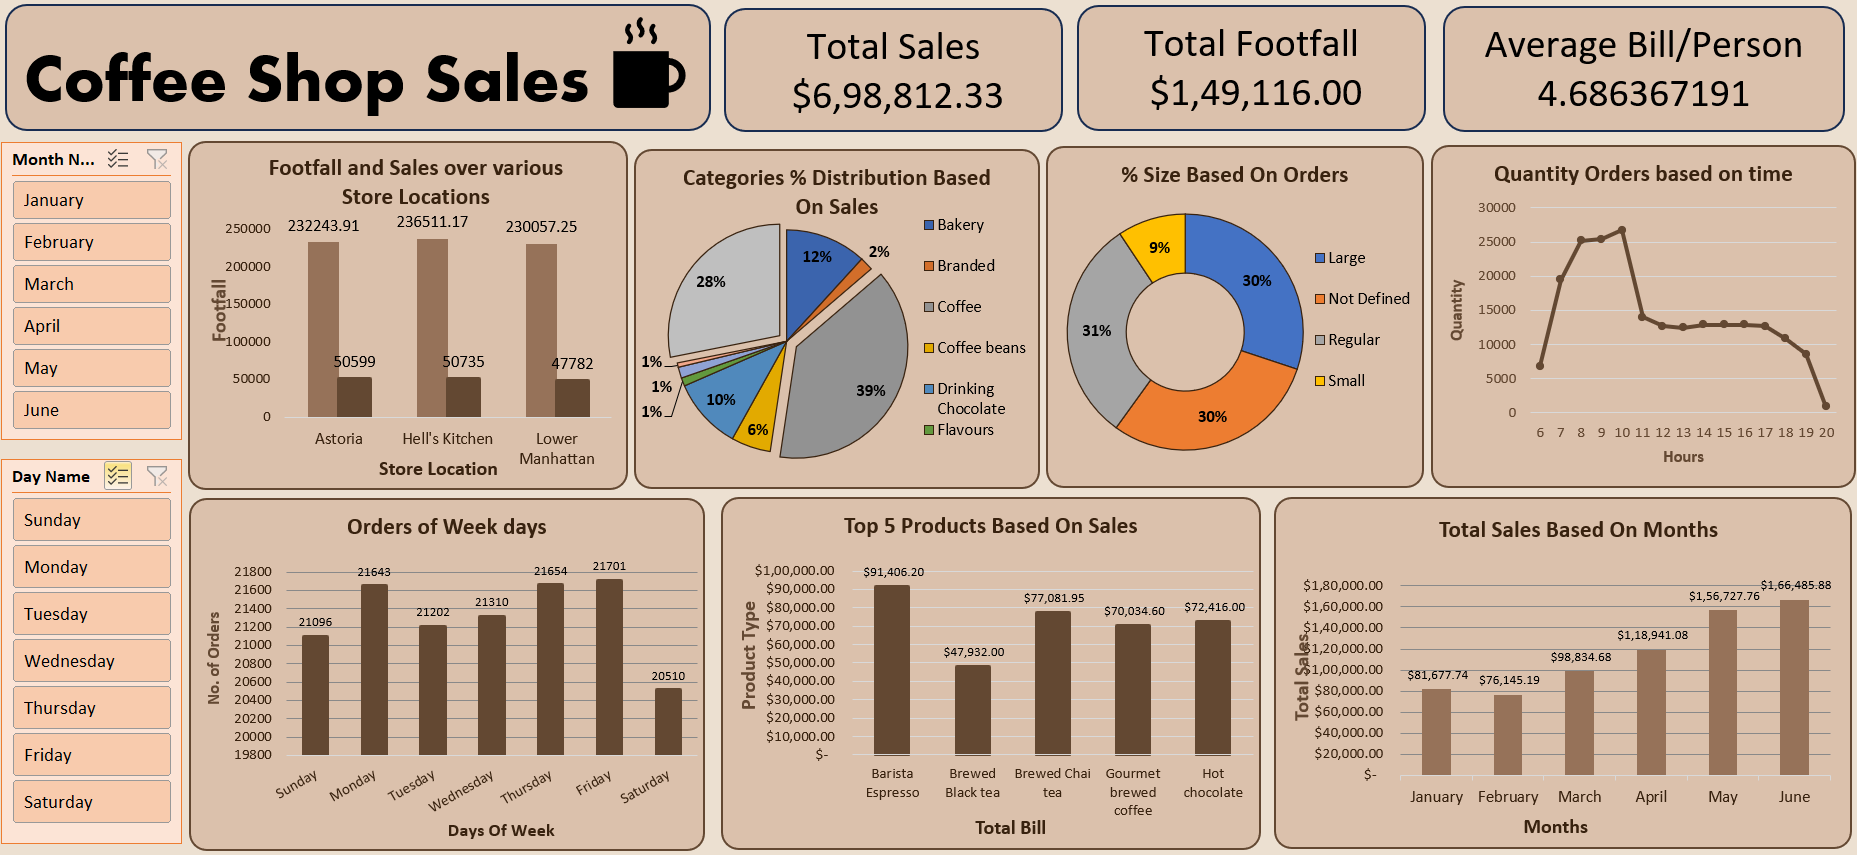 Coffee Shop Sales
Total Sales
$6,98,812.33
Total Footfall
$1,49,116.00
Average Bill/Person
4.686367191
Month N...
January
February
March
April
May
June
Day Name
Sunday
Monday
Tuesday
Wednesday
Thursday
Friday
Saturday
Footfall and Sales over various
Store Locations
Footfall
250000
200000
150000
100000
50000
0
232243.91
236511.17
230057.25
50599
50735
47782
Astoria
Hell's Kitchen
Lower
Manhattan
Store Location
Categories % Distribution Based
On Sales
12%
2%
39%
6%
10%
1%
1%
1%
28%
Bakery
Branded
Coffee
Coffee beans
Drinking
Chocolate
Flavours
% Size Based On Orders
30%
30%
31%
9%
Large
Not Defined
Regular
Small
Quantity Orders based on time
Quantity
30000
25000
20000
15000
10000
5000
0
6 7 8 9 10 11 12 13 14 15 16 17 18 19 20
Hours
Orders of Week days
No. of Orders
21800
21600
21400
21200
21000
20800
20600
20400
20200
20000
19800
21096
21643
21202
21310
21654
21701
20510
Sunday
Monday
Tuesday
Wednesday
Thursday
Friday
Saturday
Days Of Week
Top 5 Products Based On Sales
Product Type
$1,00,000.00
$90,000.00
$80,000.00
$70,000.00
$60,000.00
$50,000.00
$40,000.00
$30,000.00
$20,000.00
$10,000.00
$-
$91,406.20
$47,932.00
$77,081.95
$70,034.60
$72,416.00
Barista
Espresso
Brewed
Black tea
Brewed Chai
tea
Gourmet
brewed
coffee
Hot
chocolate
Total Bill
Total Sales Based On Months
Total Sales
$1,80,000.00
$1,60,000.00
$1,40,000.00
$1,20,000.00
$1,00,000.00
$80,000.00
$60,000.00
$40,000.00
$20,000.00
$-
$81,677.74
$76,145.19
$98,834.68
$1,18,941.08
$1,56,727.76
$1,66,485.88
January
February
March
April
May
June
Months